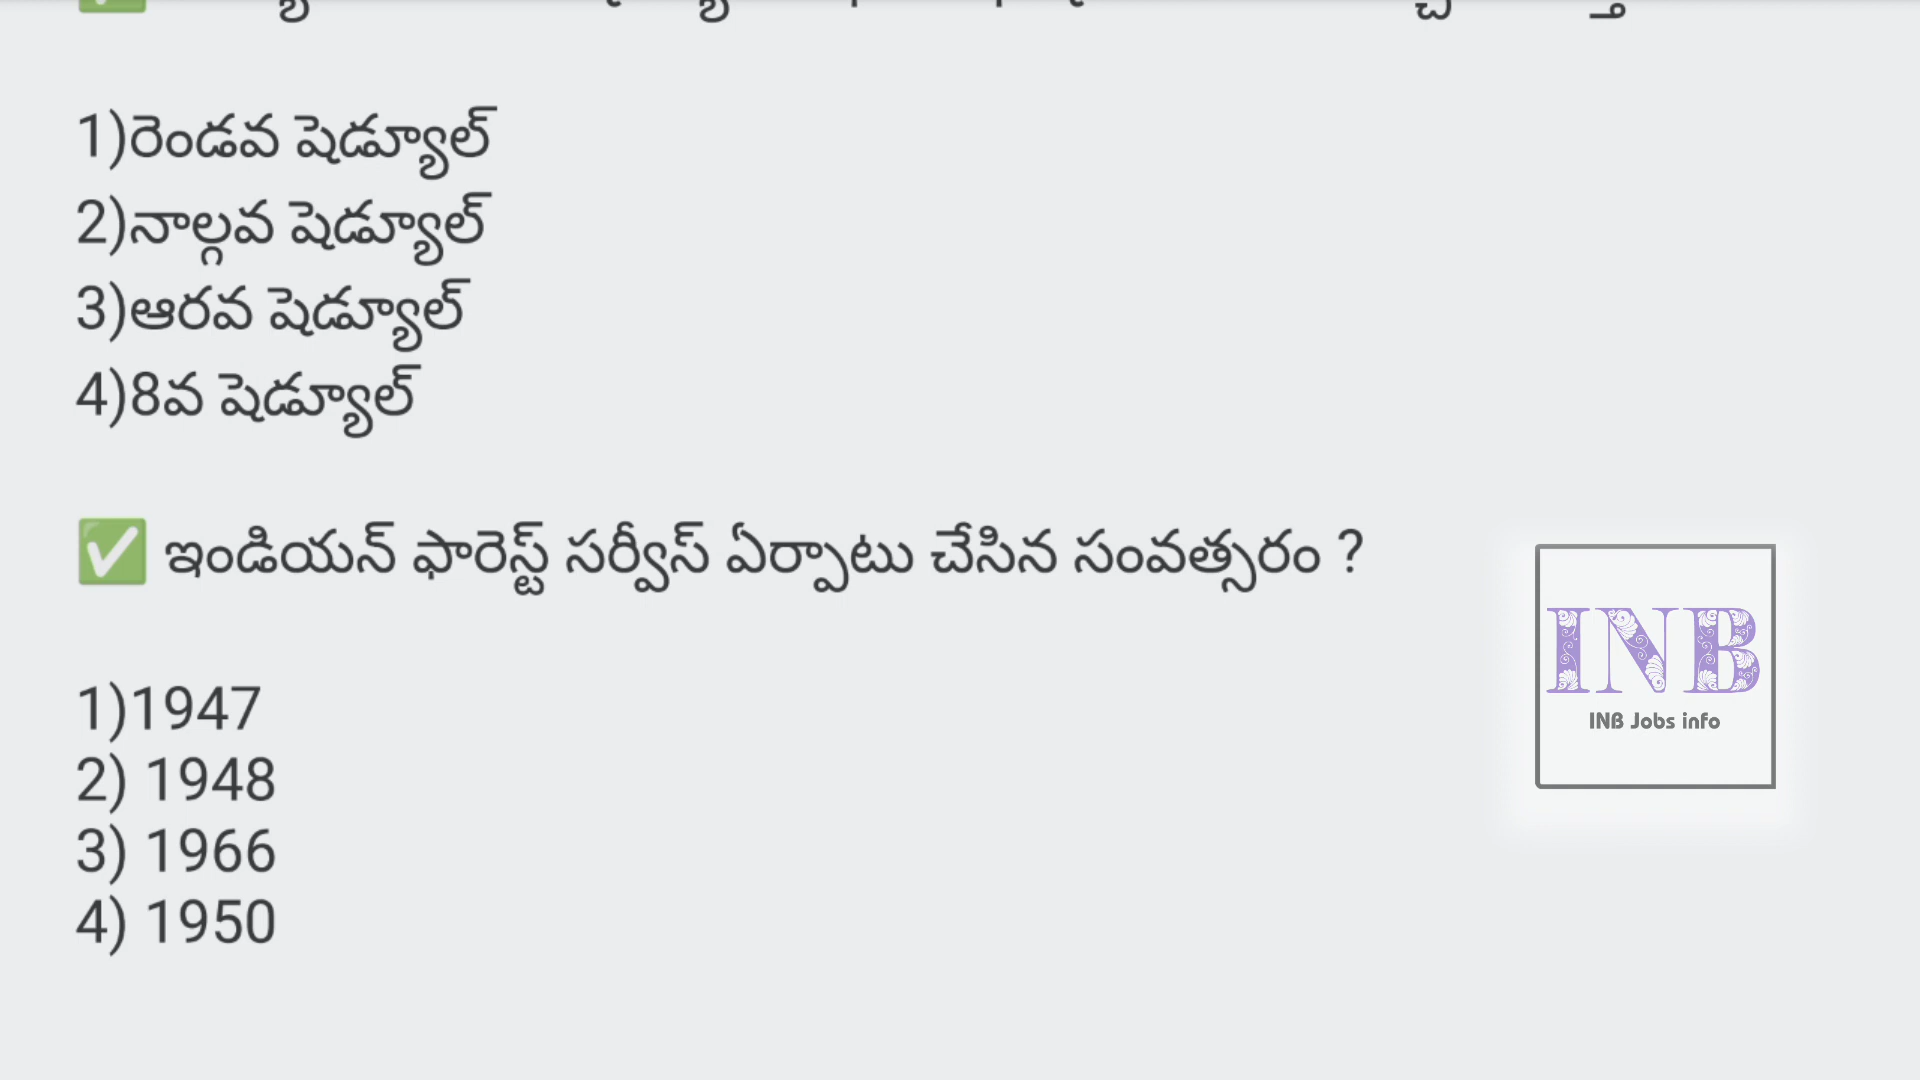 1)రెండవ షెడ్యూల్
2)నాల్గవ షెడ్యూల్
3)ఆరవ షెడ్యూల్
4)8వ షెడ్యూల్
✅ ఇండియన్ ఫారెస్ట్ సర్వీస్ ఏర్పాటు చేసిన సంవత్సరం ?
1)1947
2) 1948
3) 1966
4) 1950
INB
INB Jobs info